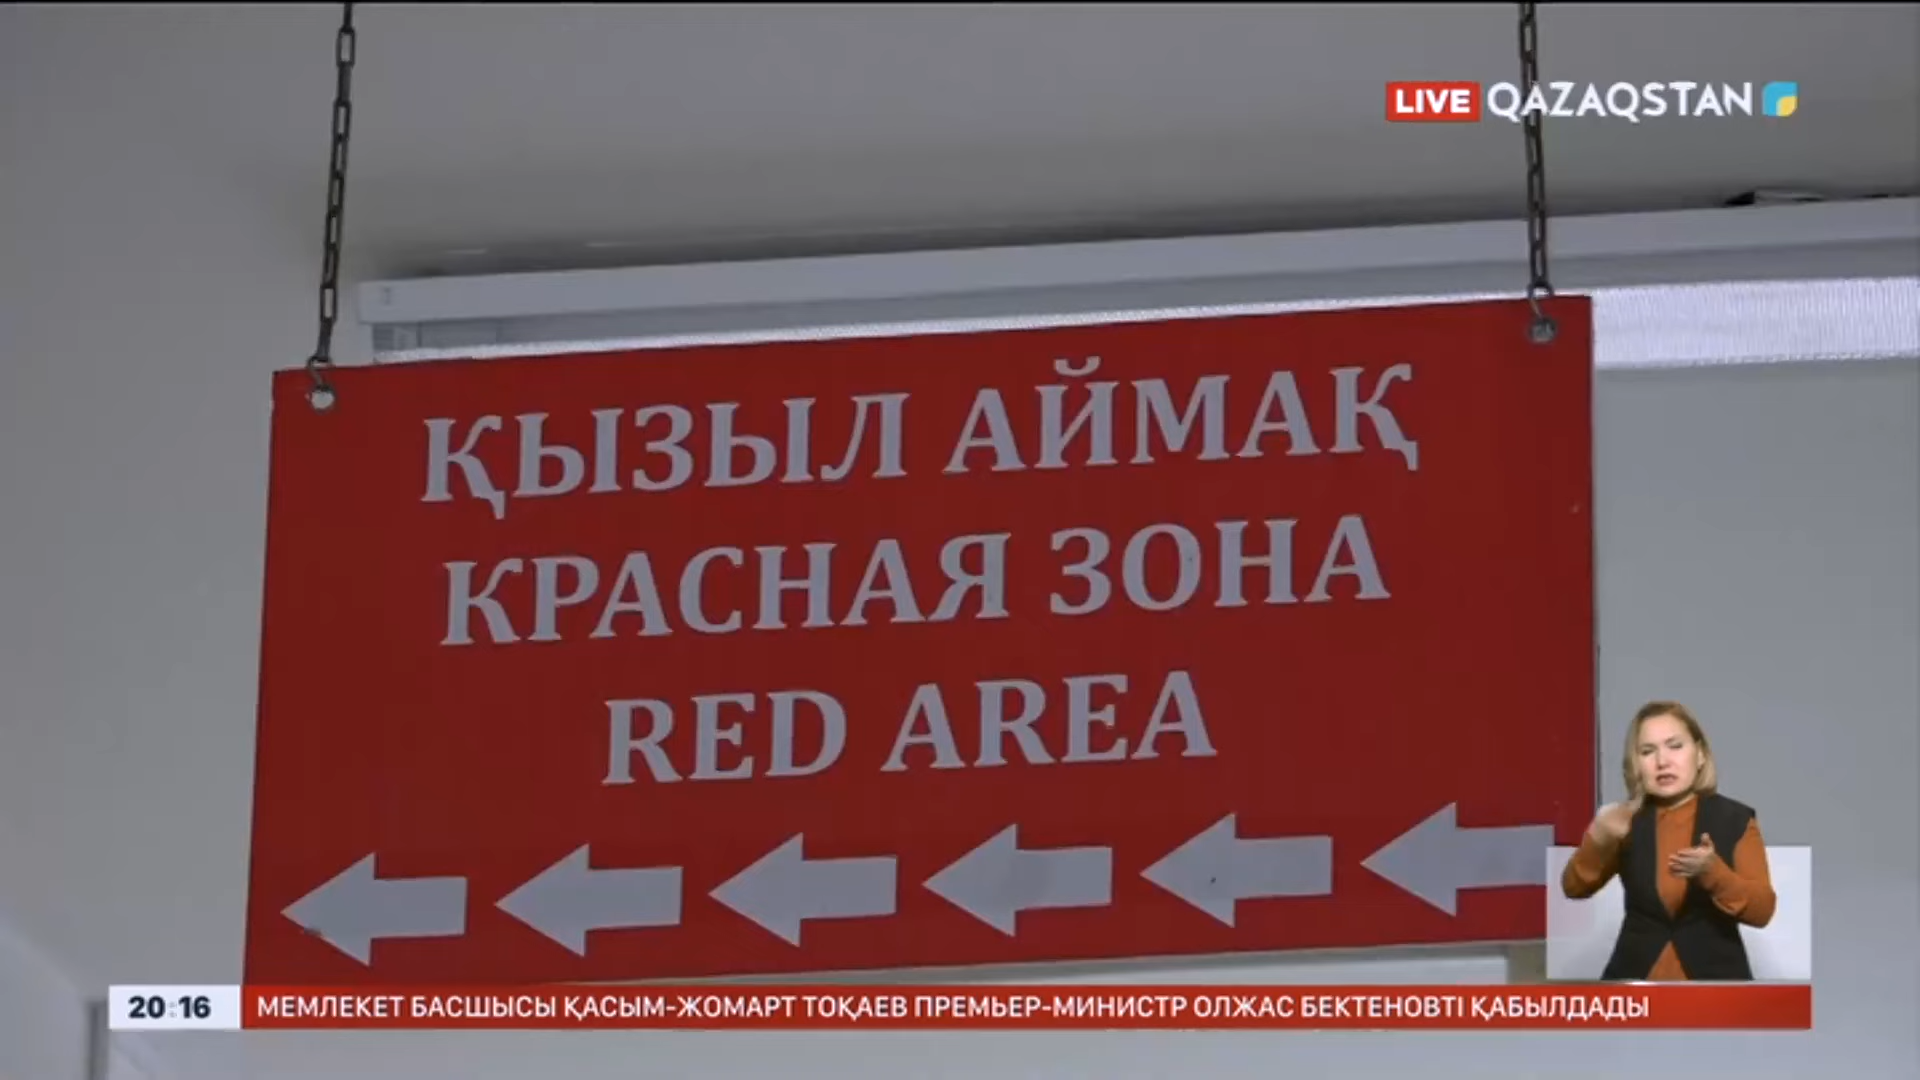 LIVE QAZAQSTAN
ҚЫЗЫЛ АЙМАҚ
КРАСНАЯ ЗОНА
RED AREA
20:16 МЕМЛЕКЕТ БАСШЫСЫ ҚАСЫМ-ЖОМАРТ ТОҚАЕВ ПРЕМЬЕР-МИНИСТР ОЛЖАС БЕКТЕНОВТІ ҚАБЫЛДАДЫ